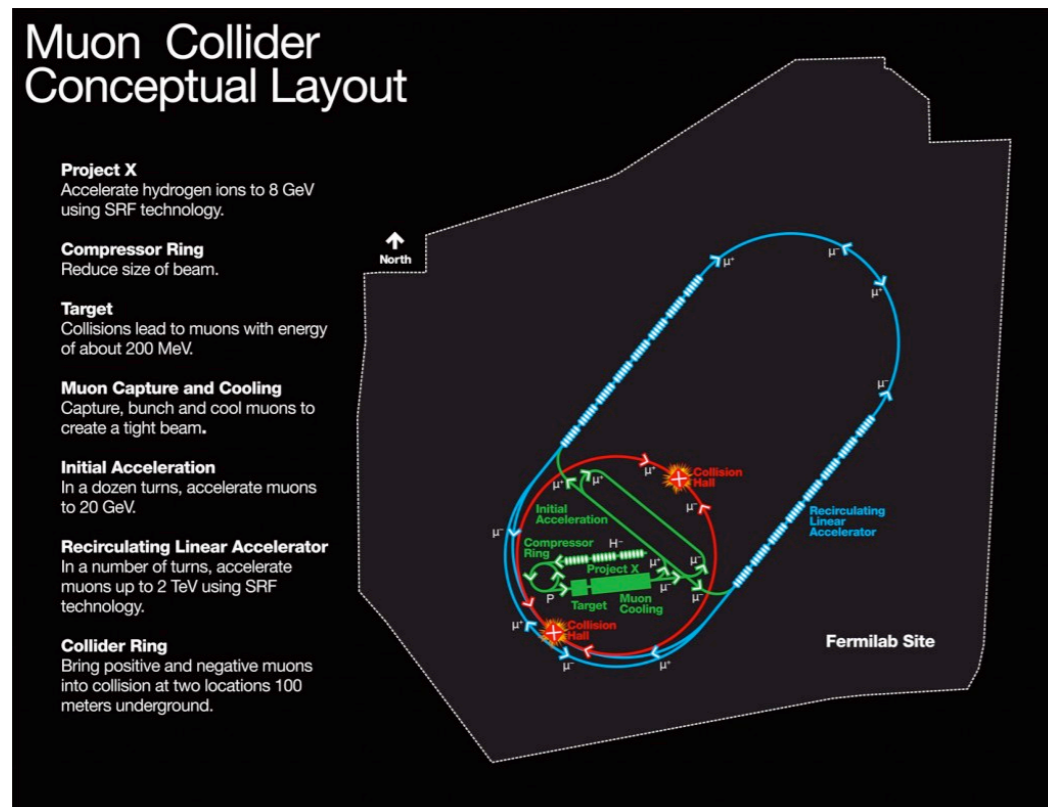 Muon Collider
Conceptual Layout
Project X
Accelerate hydrogen ions to 8 GeV
using SRF technology.
Compressor Ring
Reduce size of beam.
Target
Collisions lead to muons with energy
of about 200 MeV.
Muon Capture and Cooling
Capture, bunch and cool muons to
create a tight beam.
Initial Acceleration
In a dozen turns, accelerate muons
to 20 GeV.
Recirculating Linear Accelerator
In a number of turns, accelerate
muons up to 2 TeV using SRF
technology.
Collider Ring
Bring positive and negative muons
into collision at two locations 100
meters underground.
North
μ⁺
μ⁻
μ⁺
μ⁻
μ⁺
Collision
Hall
μ⁺
μ⁺
μ⁻
Initial
Acceleration
Recirculating
Linear
Accelerator
μ⁻
H⁻
Compressor
Ring
Project X
μ⁺
μ⁻
μ⁻
P
Target
Muon
Cooling
μ⁻
μ⁺
Collision
Hall
μ⁻
μ⁺
Fermilab Site